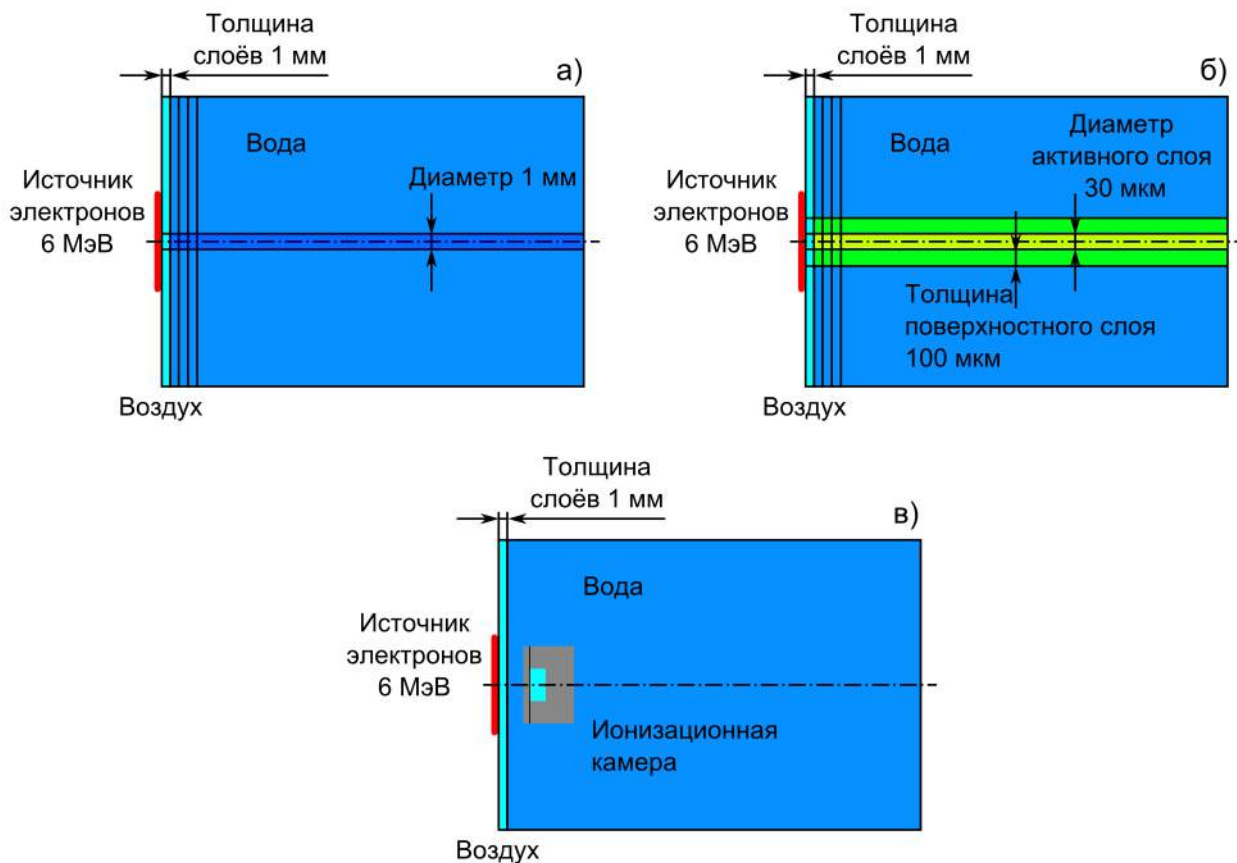 Толщина
слоёв 1 мм
а)
Вода
Диаметр 1 мм
Источник
электронов
6 МэВ
Воздух
Толщина
слоёв 1 мм
б)
Вода
Диаметр
активного слоя
30 мкм
Источник
электронов
6 МэВ
Толщина
поверхностного слоя
100 мкм
Воздух
Толщина
слоёв 1 мм
в)
Вода
Источник
электронов
6 МэВ
Ионизационная
камера
Воздух